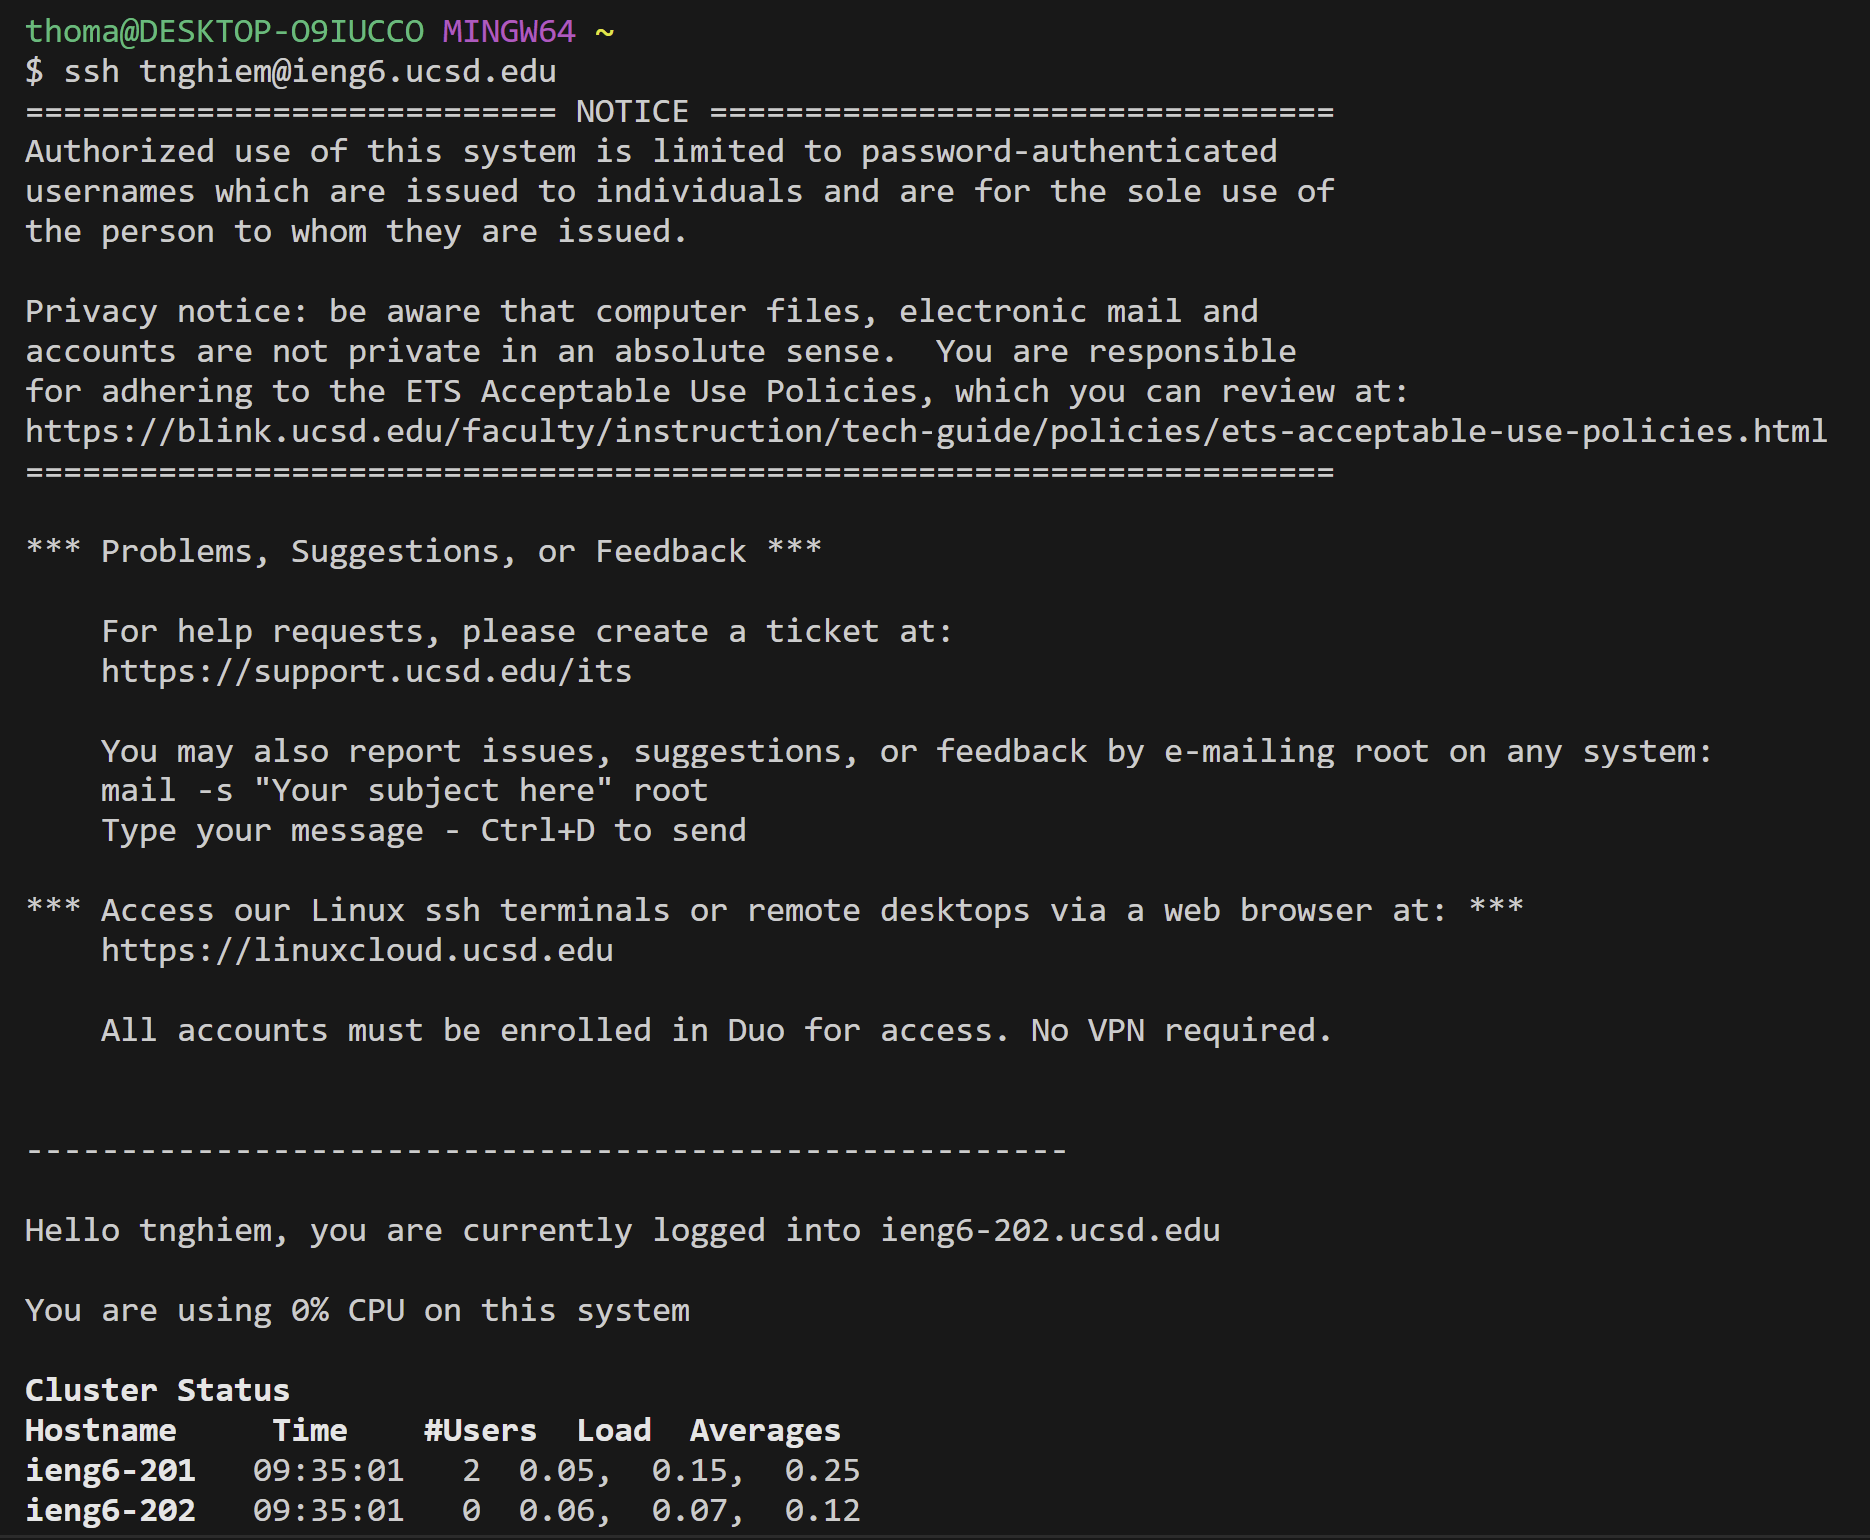 thoma@DESKTOP-O9IUCCO MINGW64 ~
$ ssh tnghiem@ieng6.ucsd.edu
============================ NOTICE =================================
Authorized use of this system is limited to password-authenticated
usernames which are issued to individuals and are for the sole use of
the person to whom they are issued.

Privacy notice: be aware that computer files, electronic mail and
accounts are not private in an absolute sense.  You are responsible
for adhering to the ETS Acceptable Use Policies, which you can review at:
https://blink.ucsd.edu/faculty/instruction/tech-guide/policies/ets-acceptable-use-policies.html
=====================================================================

*** Problems, Suggestions, or Feedback ***

    For help requests, please create a ticket at:
    https://support.ucsd.edu/its

    You may also report issues, suggestions, or feedback by e-mailing root on any system:
    mail -s "Your subject here" root
    Type your message - Ctrl+D to send

*** Access our Linux ssh terminals or remote desktops via a web browser at: ***
    https://linuxcloud.ucsd.edu

    All accounts must be enrolled in Duo for access. No VPN required.


-------------------------------------------------------

Hello tnghiem, you are currently logged into ieng6-202.ucsd.edu

You are using 0% CPU on this system

Cluster Status
Hostname     Time    #Users  Load  Averages
ieng6-201   09:35:01   2  0.05,  0.15,  0.25
ieng6-202   09:35:01   0  0.06,  0.07,  0.12